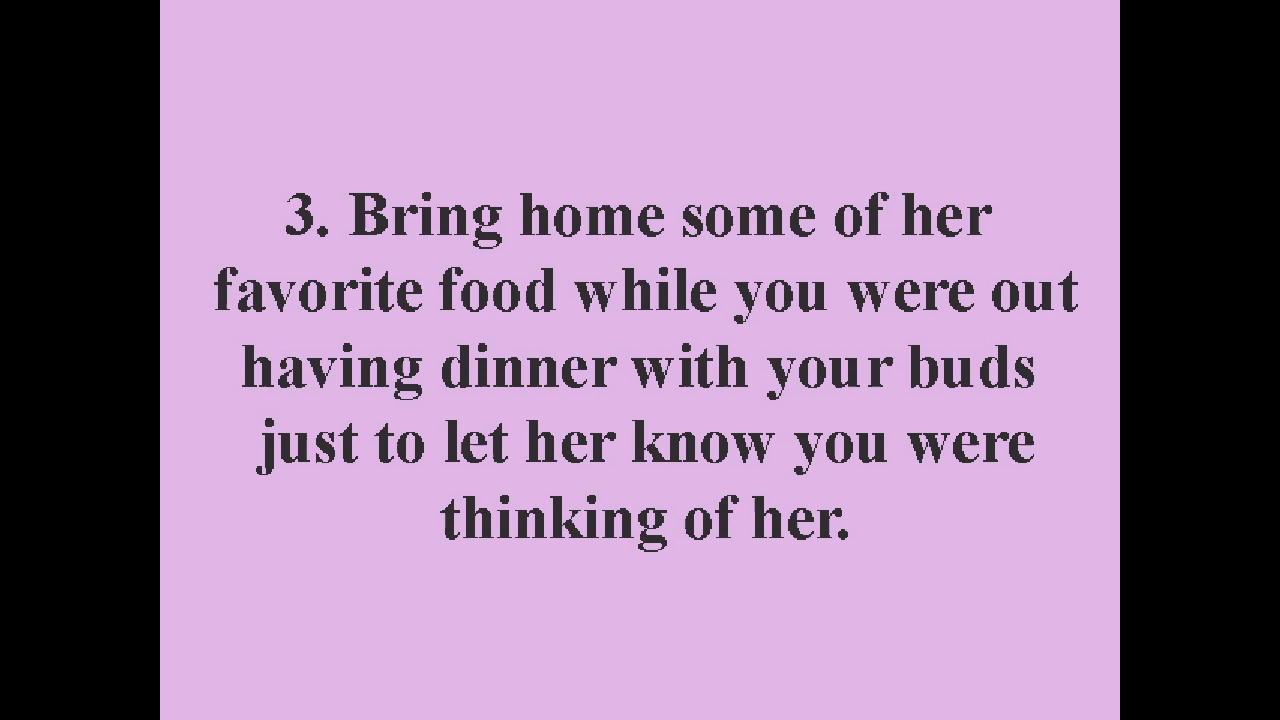 3. Bring home some of her
favorite food while you were out
having dinner with your buds
just to let her know you were
thinking of her.